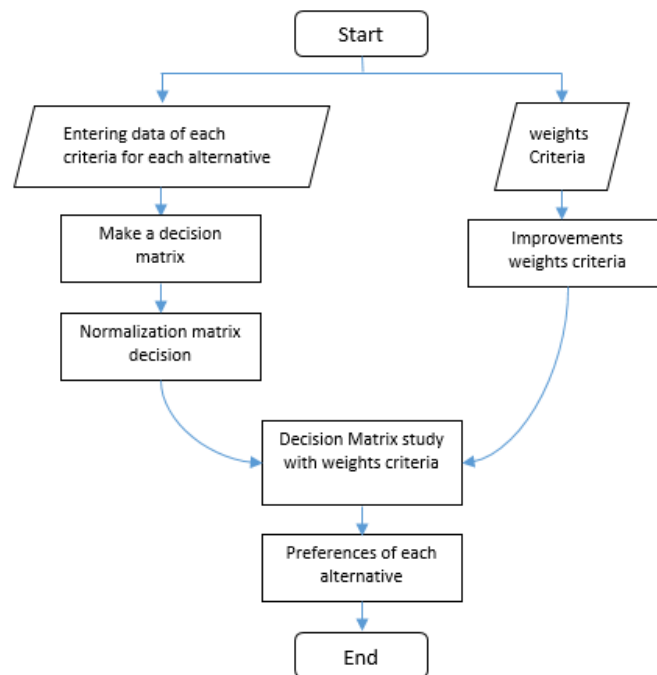 Start
Entering data of each
criteria for each alternative
weights
Criteria
Make a decision
matrix
Improvements
weights criteria
Normalization matrix
decision
Decision Matrix study
with weights criteria
Preferences of each
alternative
End